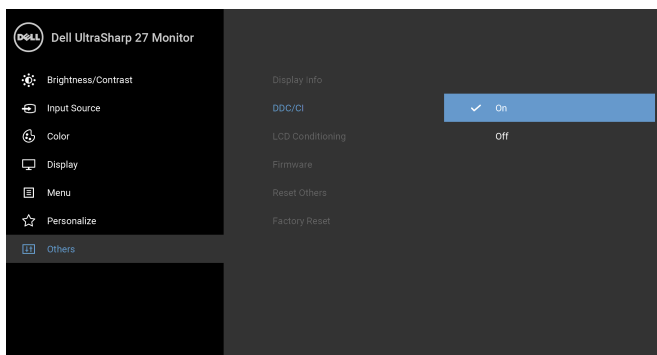 DELL Dell UltraSharp 27 Monitor
Brightness/Contrast
Input Source
Color
Display
Menu
Personalize
Others
Display Info
DDC/CI
LCD Conditioning
Firmware
Reset Others
Factory Reset
On
Off